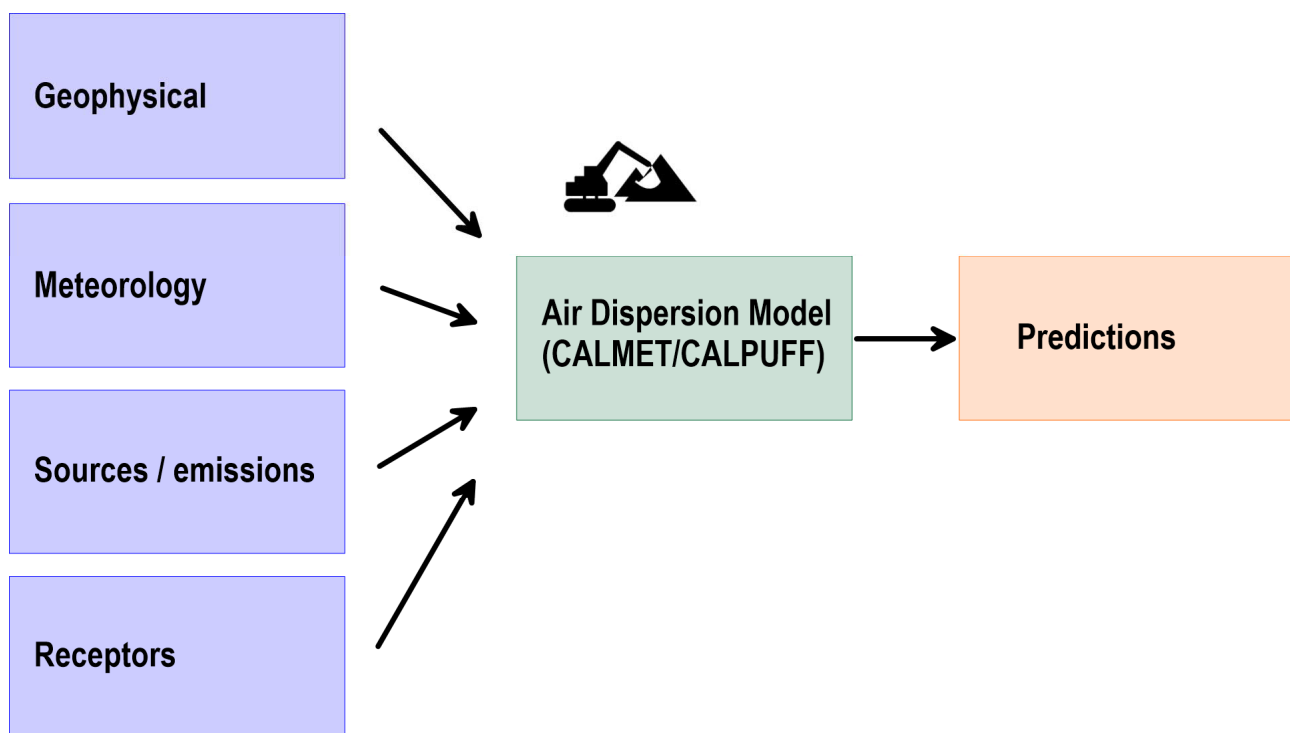 Geophysical
Meteorology
Sources / emissions
Receptors
Air Dispersion Model
(CALMET/CALPUFF)
Predictions